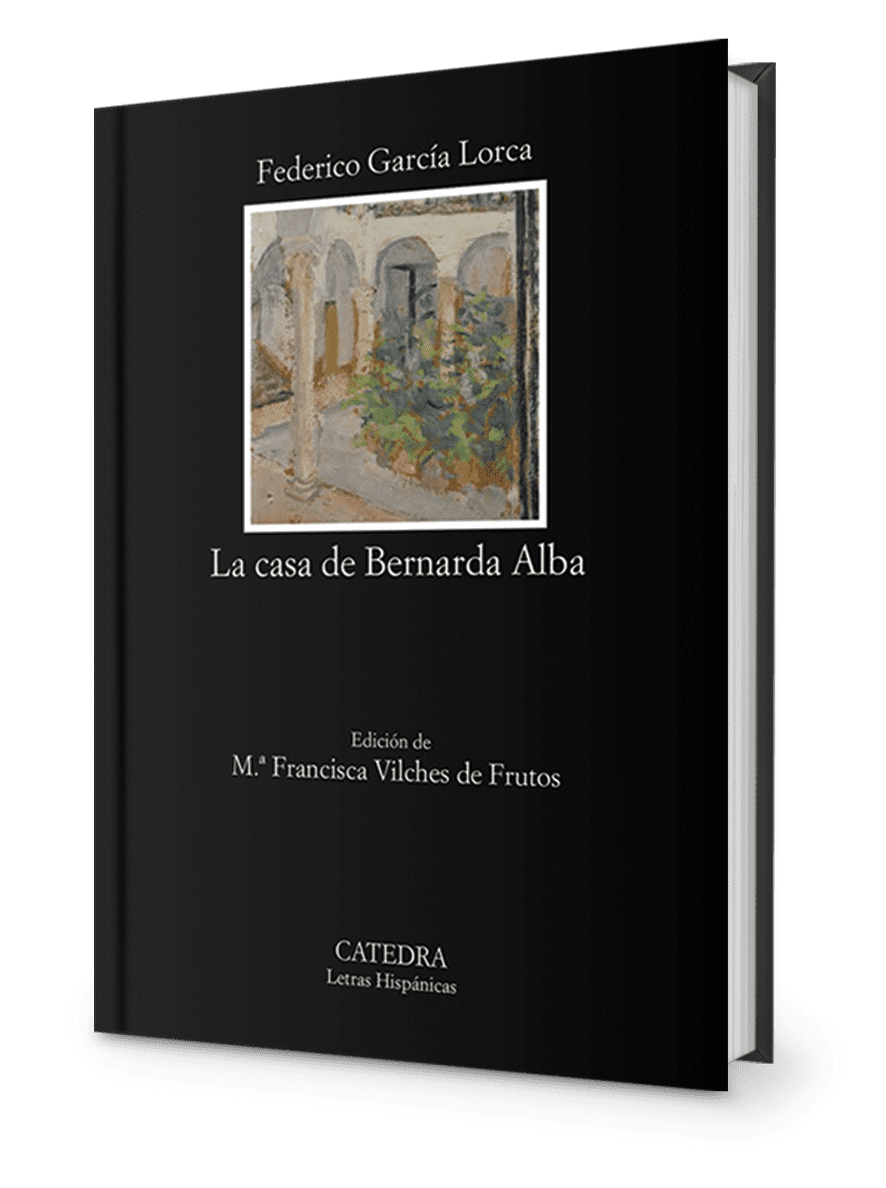 Federico García Lorca
La casa de Bernarda Alba
Edición de
M.ª Francisca Vilches de Frutos
CATEDRA
Letras Hispánicas